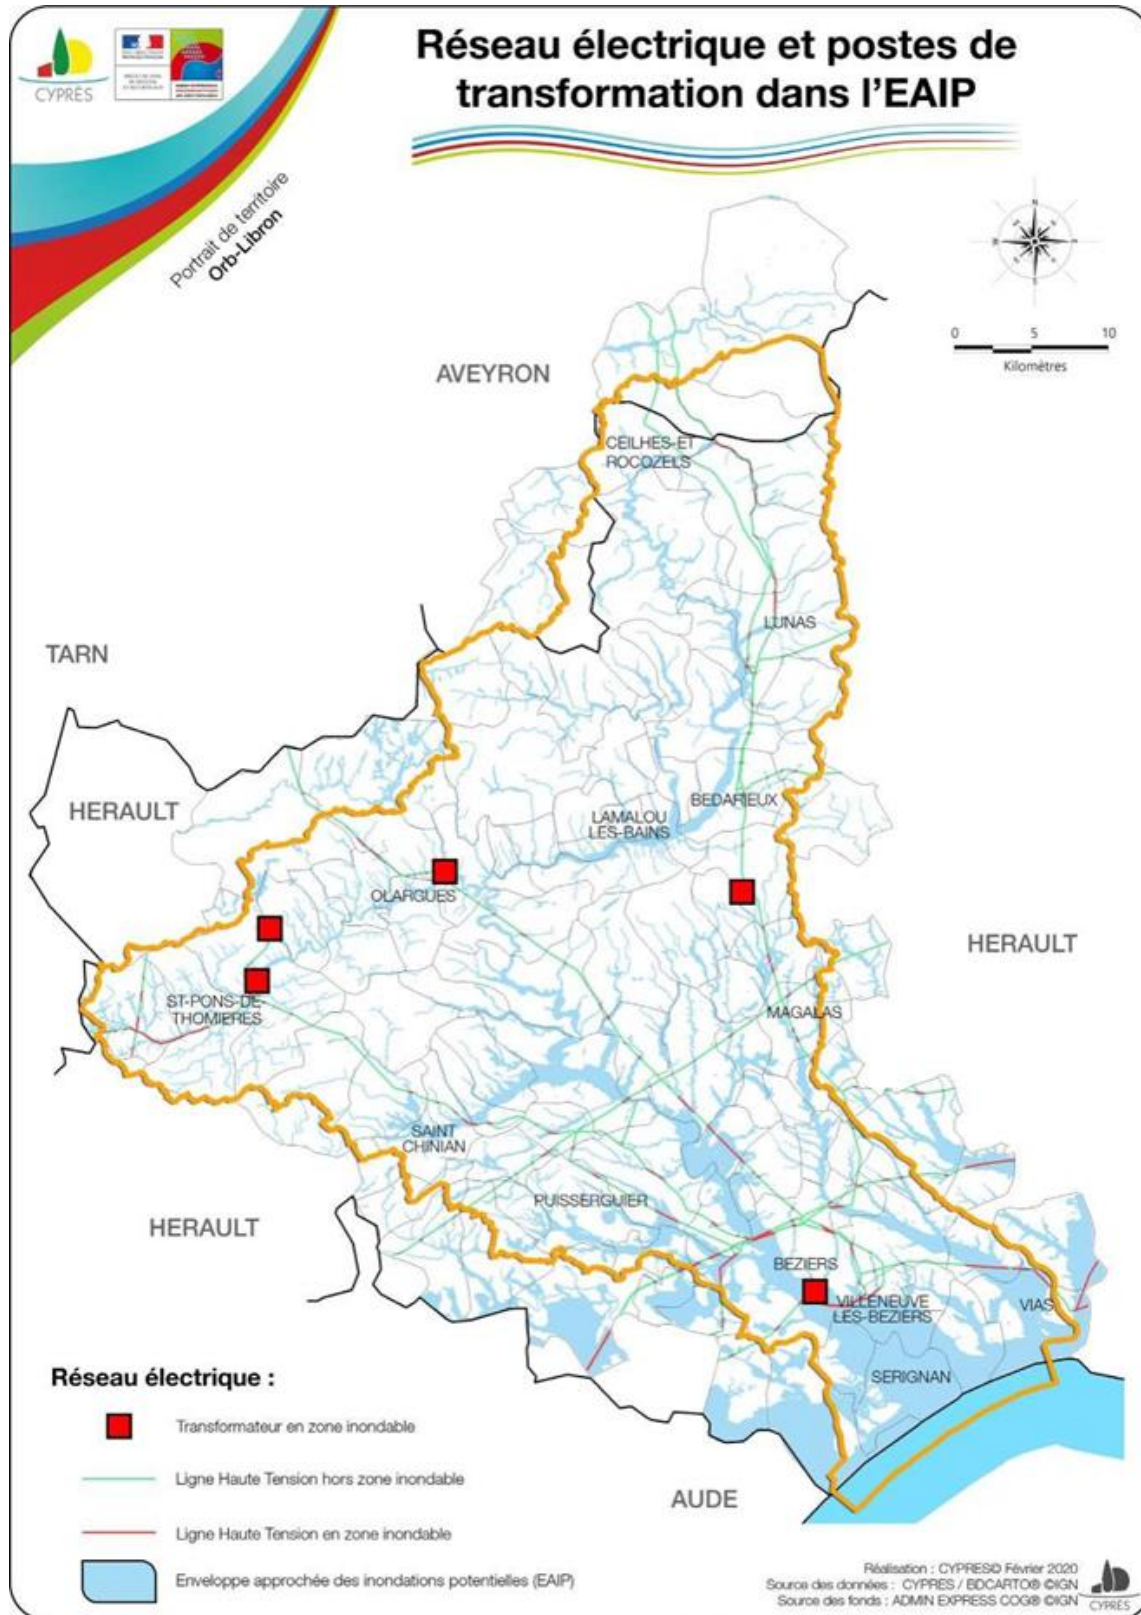 Réseau électrique et postes de
transformation dans l'EAIP
CYPRÈS
Portrait de territoire
Orb-Libron
N
S
0 5 10
Kilomètres
AVEYRON
CEILHES-ET
ROCOZELS
LUNAS
TARN
HERAULT
BEDARIEUX
LAMALOU
LES-BAINS
OLARGUES
HERAULT
ST-PONS-DE-
THOMIERES
MAGALAS
SAINT
CHINIAN
PUISSERGUIER
HERAULT
BEZIERS
VILLENEUVE
LES-BEZIERS
VIAS
SERIGNAN
AUDE
Réseau électrique :
Transformateur en zone inondable
Ligne Haute Tension hors zone inondable
Ligne Haute Tension en zone inondable
Enveloppe approchée des inondations potentielles (EAIP)
Réalisation : CYPRES© Février 2020
Source des données : CYPRES / BDCARTO® ©IGN
Source des fonds : ADMIN EXPRESS COG® ©IGN
CYPRÈS